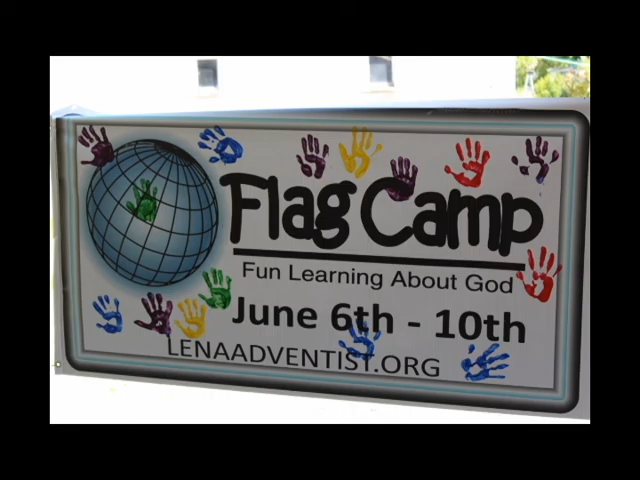 Flag Camp
Fun Learning About God
June 6th - 10th
LENAADVENTIST.ORG